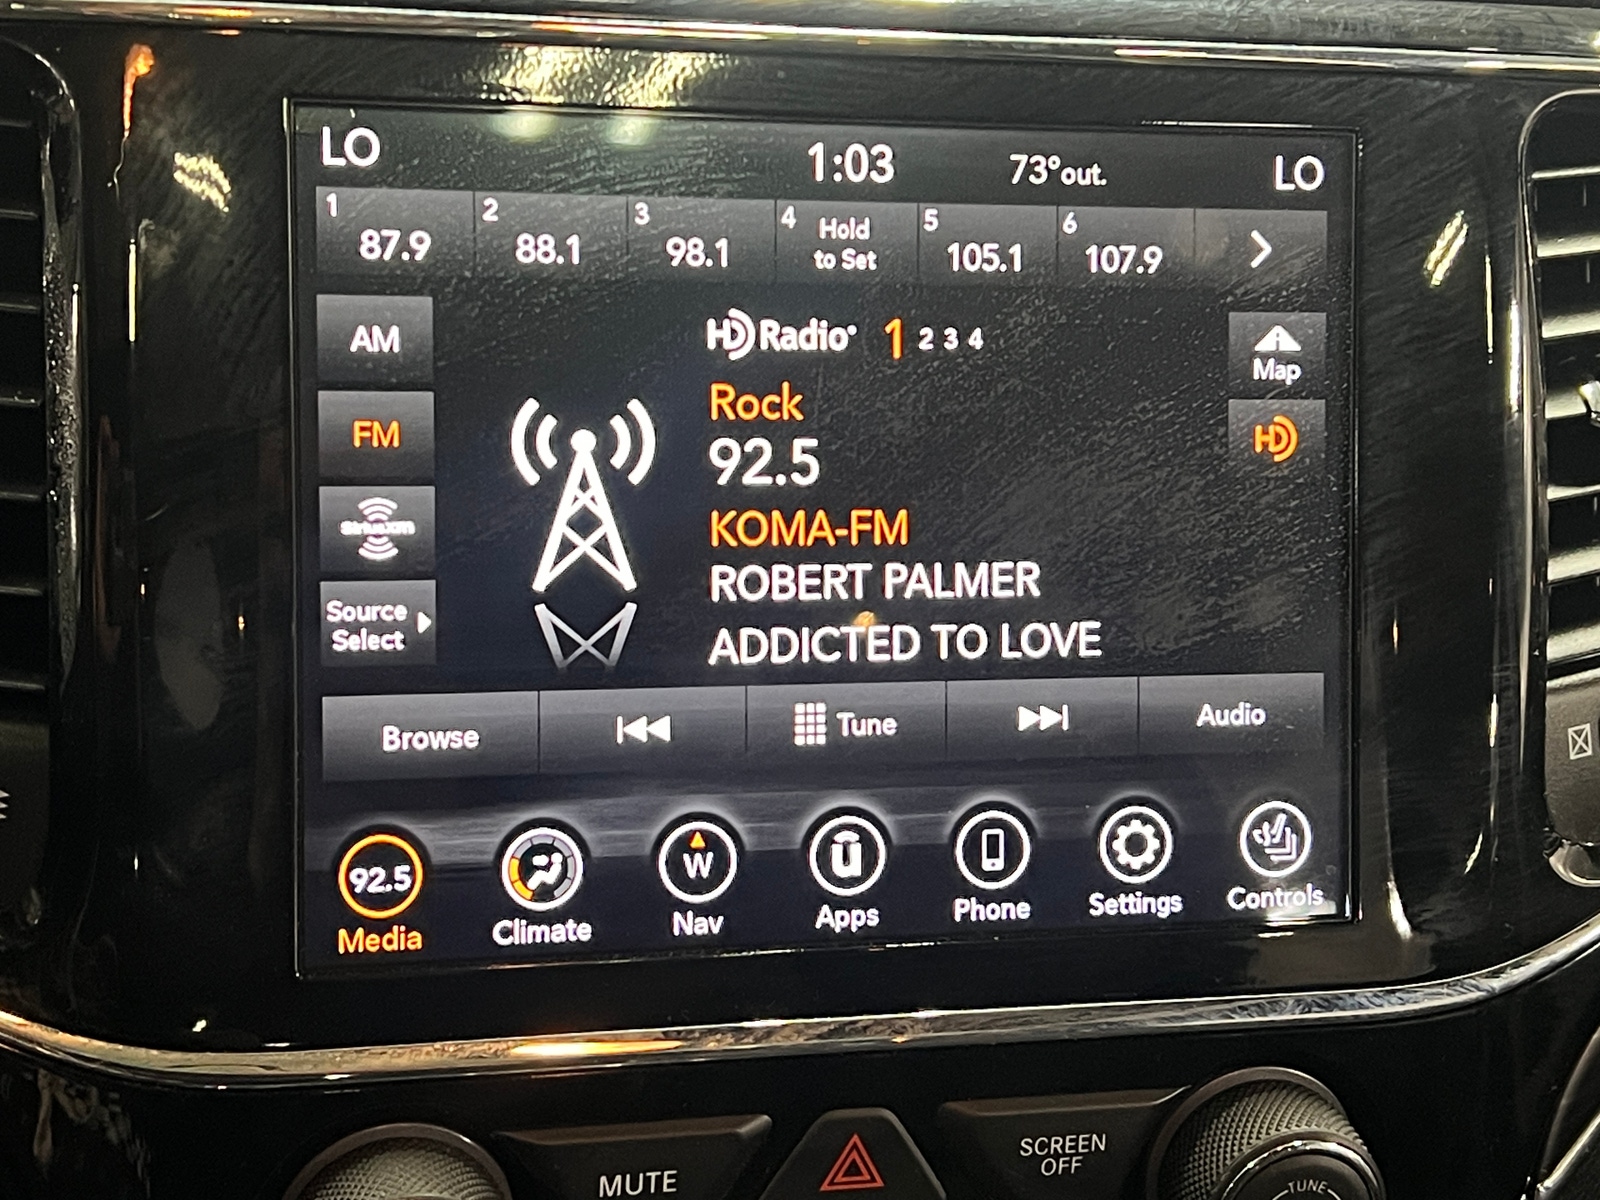 LO 1:03 73°out. LO
1 87.9 2 88.1 3 98.1 4 Hold to Set 5 105.1 6 107.9
AM
FM
SiriusXM
Source
Select
HD Radio 1 2 3 4
Rock
92.5
KOMA-FM
ROBERT PALMER
ADDICTED TO LOVE
Map
HD
Browse Tune Audio
92.5 W u
Media Climate Nav Apps Phone Settings Controls
MUTE
SCREEN
OFF
TUNE